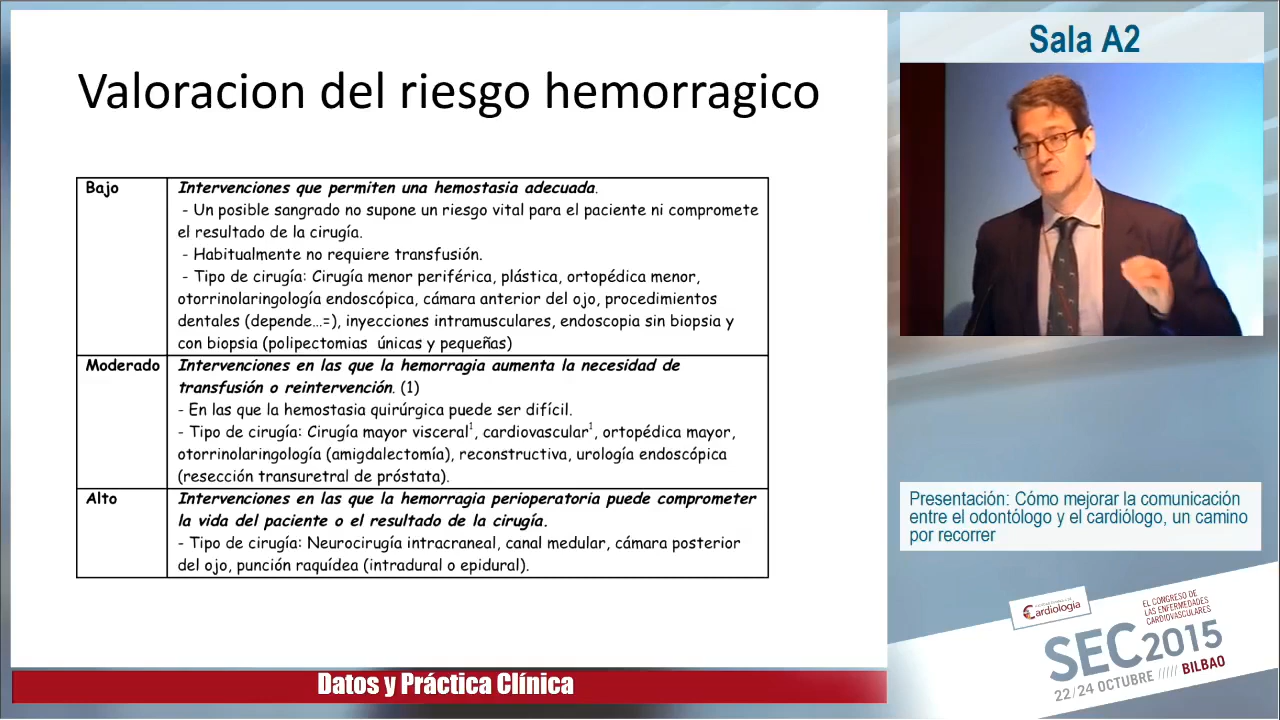 Valoracion del riesgo hemorragico
Bajo
Intervenciones que permiten una hemostasia adecuada.
- Un posible sangrado no supone un riesgo vital para el paciente ni compromete
el resultado de la cirugía.
- Habitualmente no requiere transfusión.
- Tipo de cirugía: Cirugía menor periférica, plástica, ortopédica menor,
otorrinolaringología endoscópica, cámara anterior del ojo, procedimientos
dentales (depende...=), inyecciones intramusculares, endoscopia sin biopsia y
con biopsia (polipectomias únicas y pequeñas)
Moderado
Intervenciones en las que la hemorragia aumenta la necesidad de
transfusión o reintervención. (1)
- En las que la hemostasia quirúrgica puede ser difícil.
- Tipo de cirugía: Cirugía mayor visceral¹, cardiovascular¹, ortopédica mayor,
otorrinolaringología (amigdalectomía), reconstructiva, urología endoscópica
(resección transuretral de próstata).
Alto
Intervenciones en las que la hemorragia perioperatoria puede comprometer
la vida del paciente o el resultado de la cirugía.
- Tipo de cirugía: Neurocirugía intracraneal, canal medular, cámara posterior
del ojo, punción raquídea (intradural o epidural).
Datos y Práctica Clínica
Sala A2
Presentación: Cómo mejorar la comunicación
entre el odontólogo y el cardiólogo, un camino
por recorrer
Cardiología
EL CONGRESO DE
LAS ENFERMEDADES
CARDIOVASCULARES
SEC2015
22/24 OCTUBRE ///// BILBAO